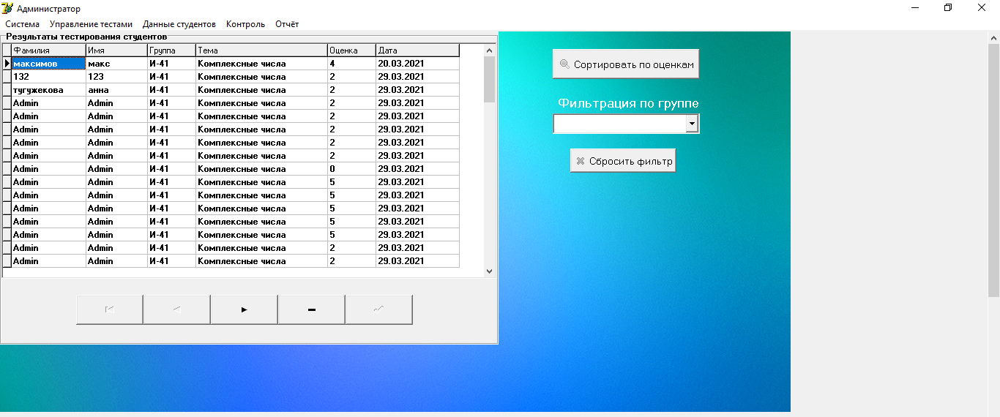 Администратор
Система Управление тестами Данные студентов Контроль Отчёт
Результаты тестирования студентов
Фамилия Имя Группа Тема Оценка Дата
максимов макс И-41 Комплексные числа 4 20.03.2021
132 123 И-41 Комплексные числа 2 29.03.2021
тугужекова анна И-41 Комплексные числа 2 29.03.2021
Admin Admin И-41 Комплексные числа 2 29.03.2021
Admin Admin И-41 Комплексные числа 2 29.03.2021
Admin Admin И-41 Комплексные числа 2 29.03.2021
Admin Admin И-41 Комплексные числа 2 29.03.2021
Admin Admin И-41 Комплексные числа 2 29.03.2021
Admin Admin И-41 Комплексные числа 0 29.03.2021
Admin Admin И-41 Комплексные числа 5 29.03.2021
Admin Admin И-41 Комплексные числа 5 29.03.2021
Admin Admin И-41 Комплексные числа 5 29.03.2021
Admin Admin И-41 Комплексные числа 5 29.03.2021
Admin Admin И-41 Комплексные числа 5 29.03.2021
Admin Admin И-41 Комплексные числа 2 29.03.2021
Admin Admin И-41 Комплексные числа 2 29.03.2021
Сортировать по оценкам
Фильтрация по группе
Сбросить фильтр